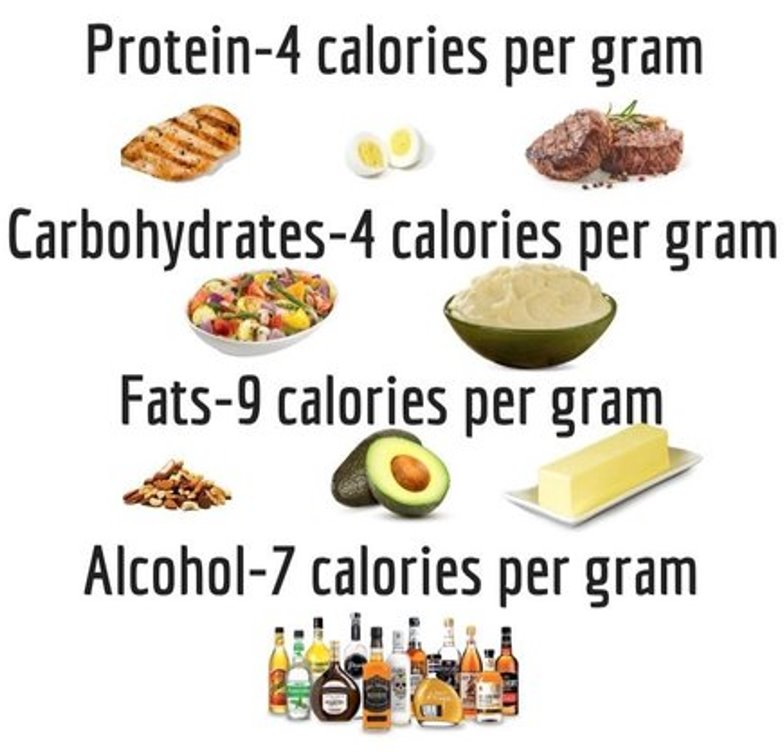 Protein-4 calories per gram
Carbohydrates-4 calories per gram
Fats-9 calories per gram
Alcohol-7 calories per gram